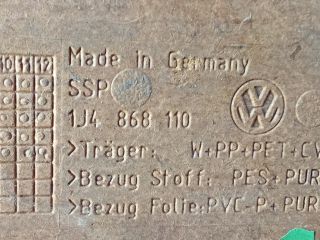 10 11 12
Made in Germany
SSP
1J4 868 110
>Träger: W+PP+PET+CV
>Bezug Stoff: PES+PUR
>Bezug Folie:PVC-P+PUR